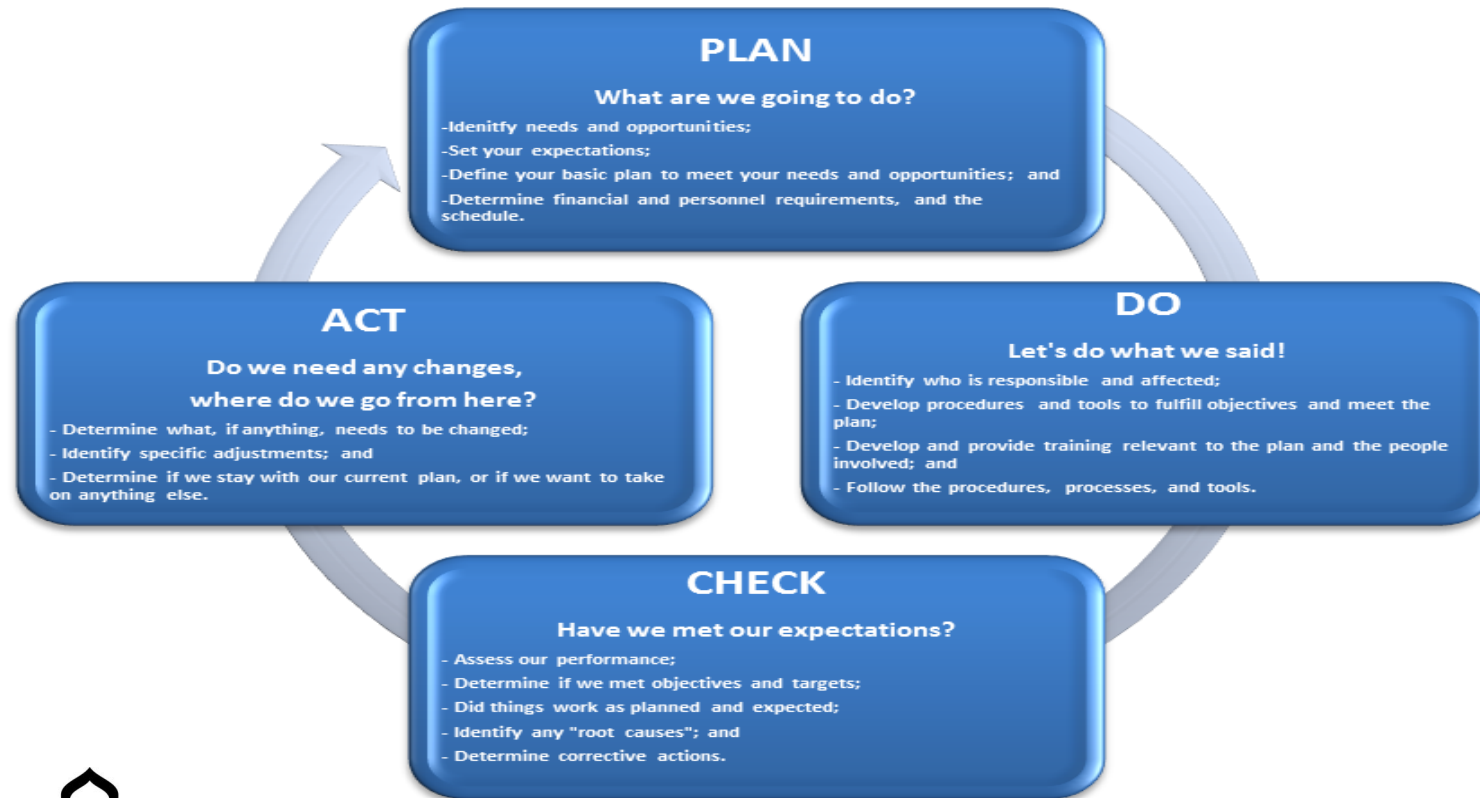 PLAN
What are we going to do?
-Idenitfy needs and opportunities;
-Set your expectations;
-Define your basic plan to meet your needs and opportunities; and
-Determine financial and personnel requirements, and the
schedule.
DO
Let's do what we said!
- Identify who is responsible and affected;
- Develop procedures and tools to fulfill objectives and meet the
plan;
- Develop and provide training relevant to the plan and the people
involved; and
- Follow the procedures, processes, and tools.
CHECK
Have we met our expectations?
- Assess our performance;
- Determine if we met objectives and targets;
- Did things work as planned and expected;
- Identify any "root causes"; and
- Determine corrective actions.
ACT
Do we need any changes,
where do we go from here?
- Determine what, if anything, needs to be changed;
- Identify specific adjustments; and
- Determine if we stay with our current plan, or if we want to take
on anything else.